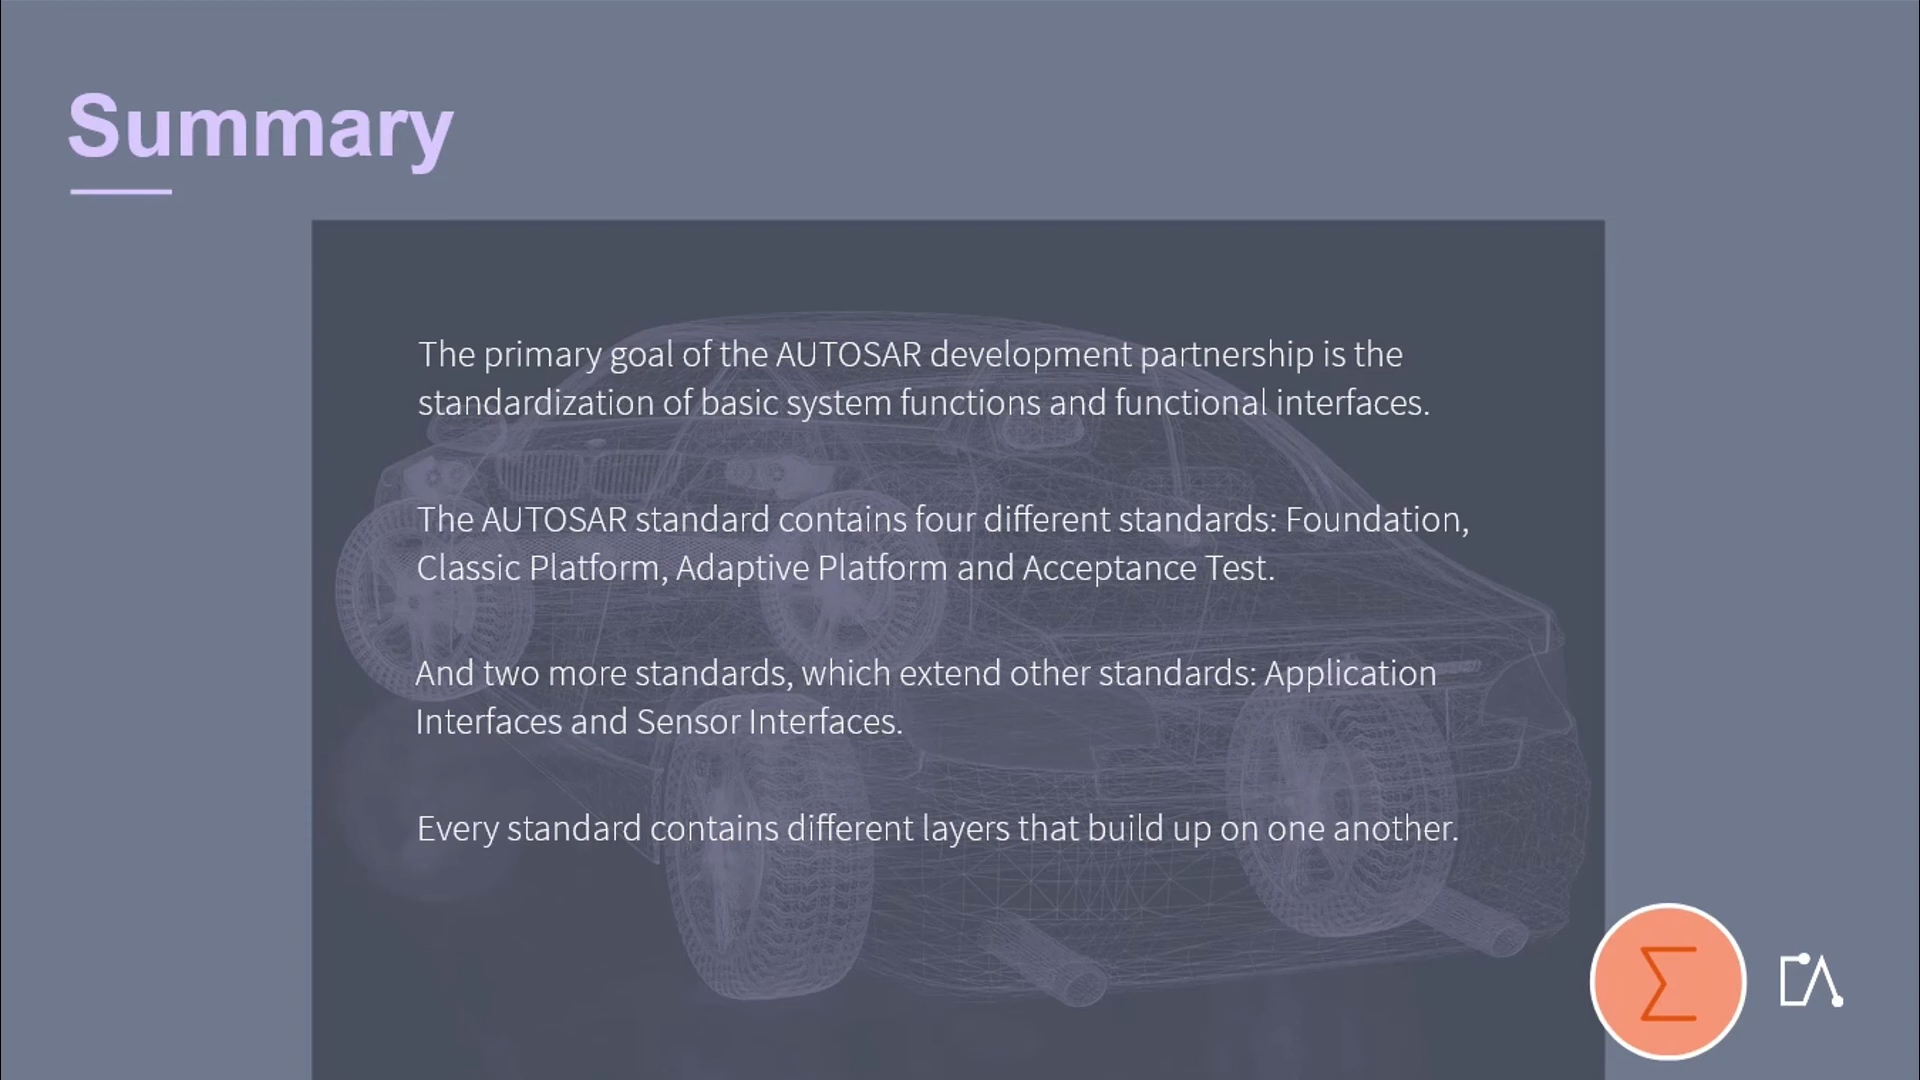 Summary
The primary goal of the AUTOSAR development partnership is the
standardization of basic system functions and functional interfaces.
The AUTOSAR standard contains four different standards: Foundation,
Classic Platform, Adaptive Platform and Acceptance Test.
And two more standards, which extend other standards: Application
Interfaces and Sensor Interfaces.
Every standard contains different layers that build up on one another.
Σ